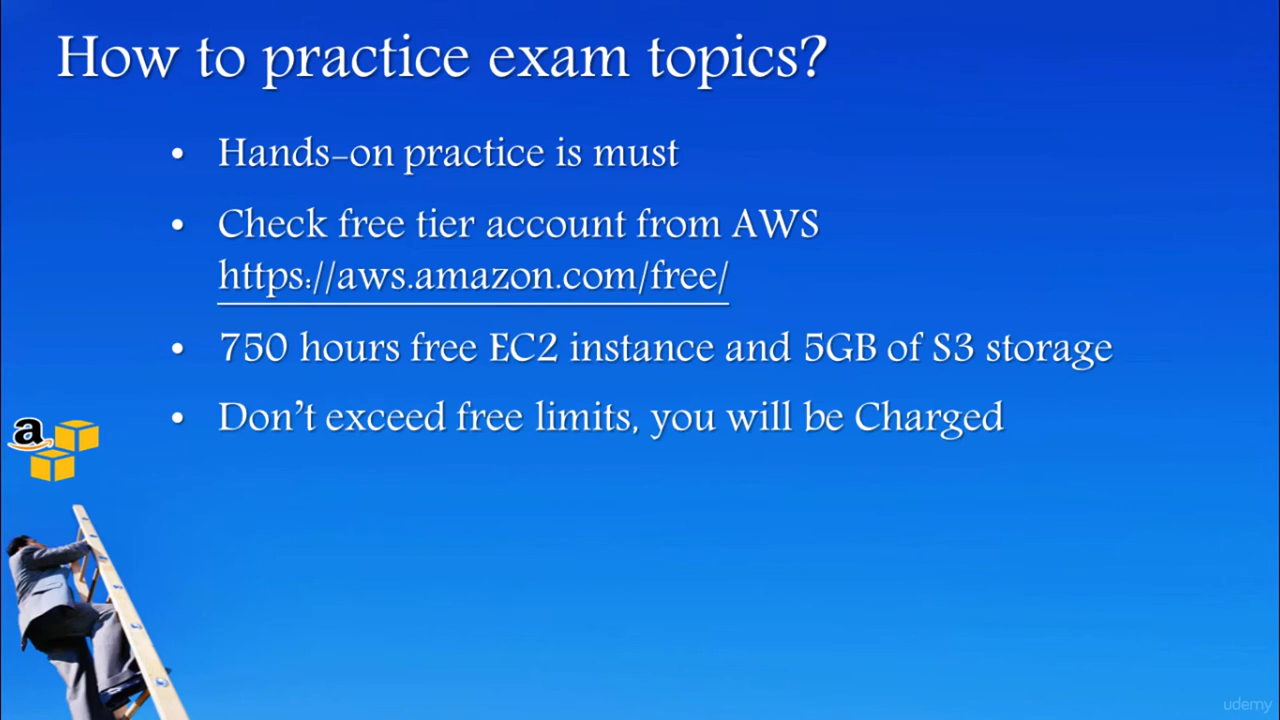 How to practice exam topics?
• Hands-on practice is must
• Check free tier account from AWS
https://aws.amazon.com/free/
• 750 hours free EC2 instance and 5GB of S3 storage
• Don't exceed free limits, you will be Charged
a
udemy